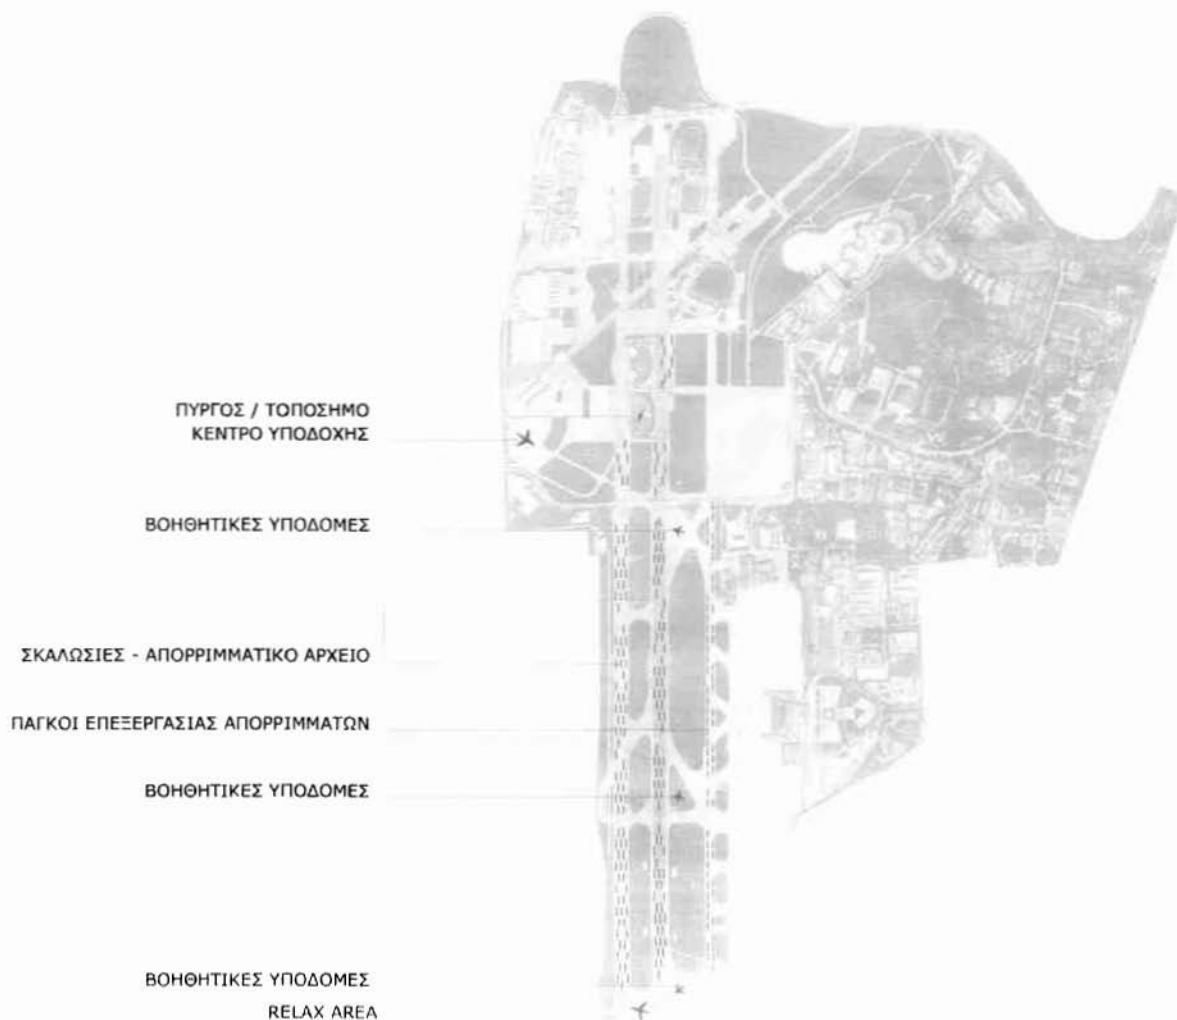 ΠΥΡΓΟΣ / ΤΟΠΟΣΗΜΟ
ΚΕΝΤΡΟ ΥΠΟΔΟΧΗΣ
ΒΟΗΘΗΤΙΚΕΣ ΥΠΟΔΟΜΕΣ
ΣΚΑΛΩΣΙΕΣ - ΑΠΟΡΡΙΜΜΑΤΙΚΟ ΑΡΧΕΙΟ
ΠΑΓΚΟΙ ΕΠΕΞΕΡΓΑΣΙΑΣ ΑΠΟΡΡΙΜΜΑΤΩΝ
ΒΟΗΘΗΤΙΚΕΣ ΥΠΟΔΟΜΕΣ
ΒΟΗΘΗΤΙΚΕΣ ΥΠΟΔΟΜΕΣ
RELAX AREA